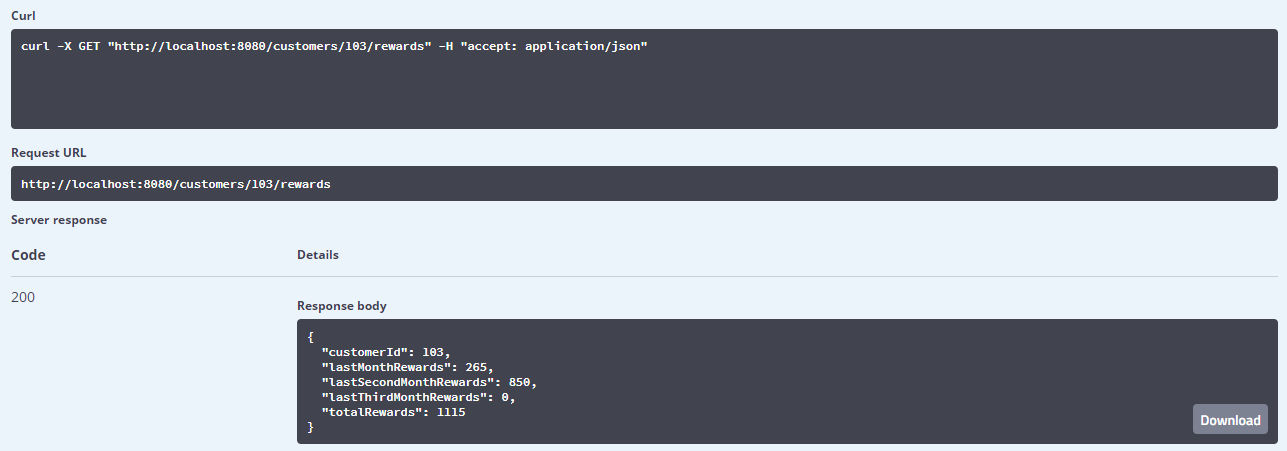 Curl
curl -X GET "http://localhost:8080/customers/103/rewards" -H "accept: application/json"
Request URL
http://localhost:8080/customers/103/rewards
Server response
Code Details
200
Response body
{
  "customerId": 103,
  "lastMonthRewards": 265,
  "lastSecondMonthRewards": 850,
  "lastThirdMonthRewards": 0,
  "totalRewards": 1115
}
Download